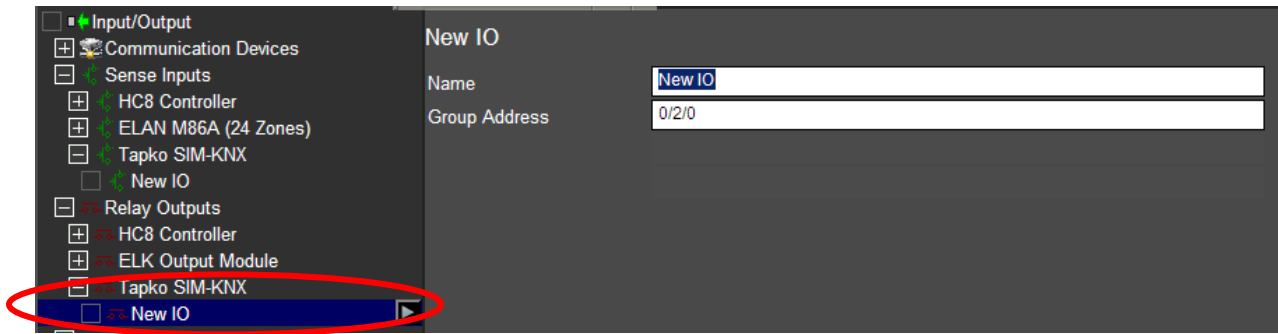 Input/Output
Communication Devices
Sense Inputs
HC8 Controller
ELAN M86A (24 Zones)
Tapko SIM-KNX
New IO
Relay Outputs
HC8 Controller
ELK Output Module
Tapko SIM-KNX
New IO
New IO
Name New IO
Group Address 0/2/0